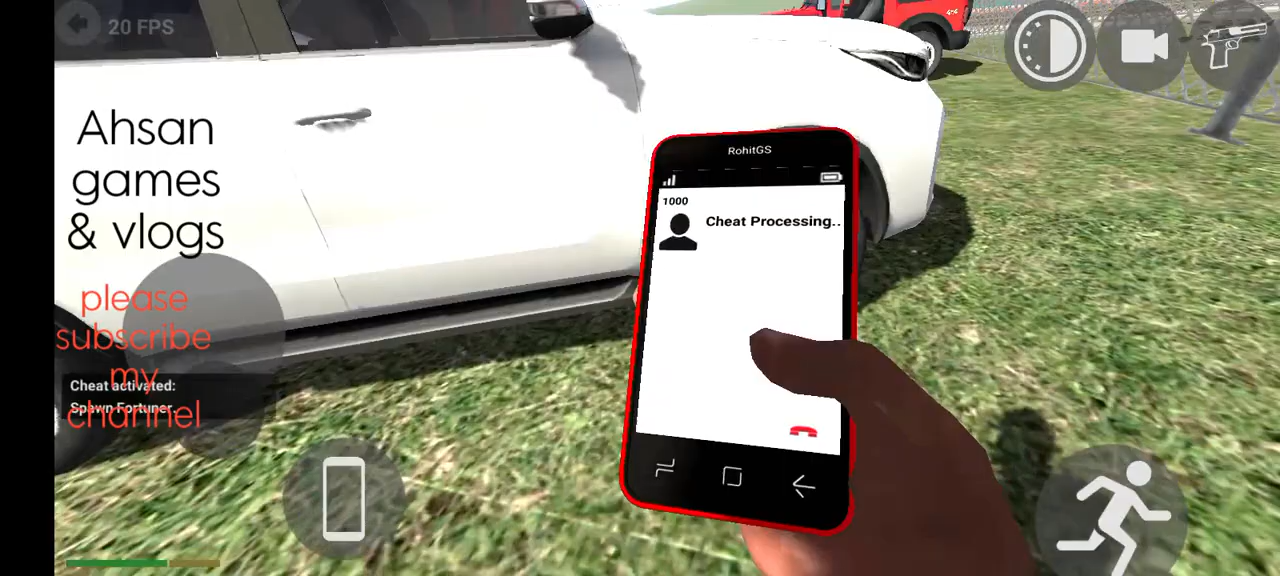 20 FPS
Ahsan
games
& vlogs
please
subscribe
my
channel
Cheat activated:
Spawn Fortuner.
RohitGS
1000
Cheat Processing..